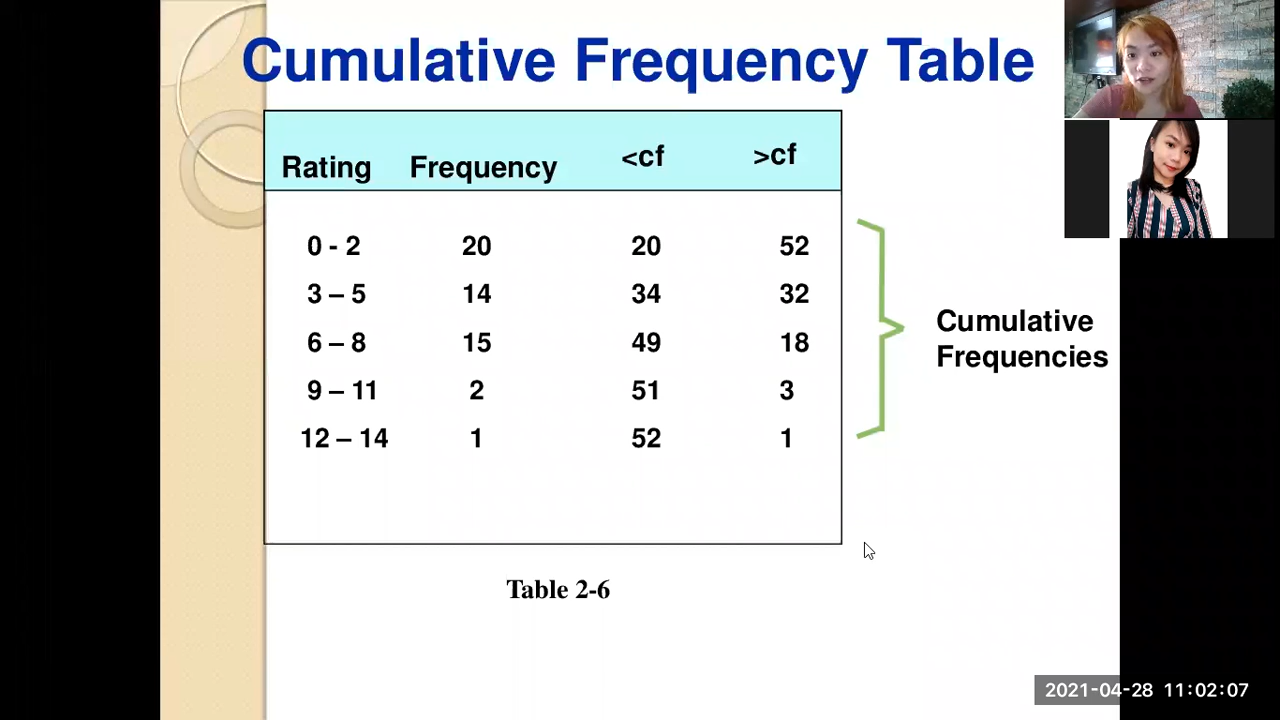 Cumulative Frequency Table
Rating Frequency <cf >cf
0 - 2 20 20 52
3 – 5 14 34 32
6 – 8 15 49 18
9 – 11 2 51 3
12 – 14 1 52 1
Cumulative
Frequencies
Table 2-6
2021-04-28 11:02:07